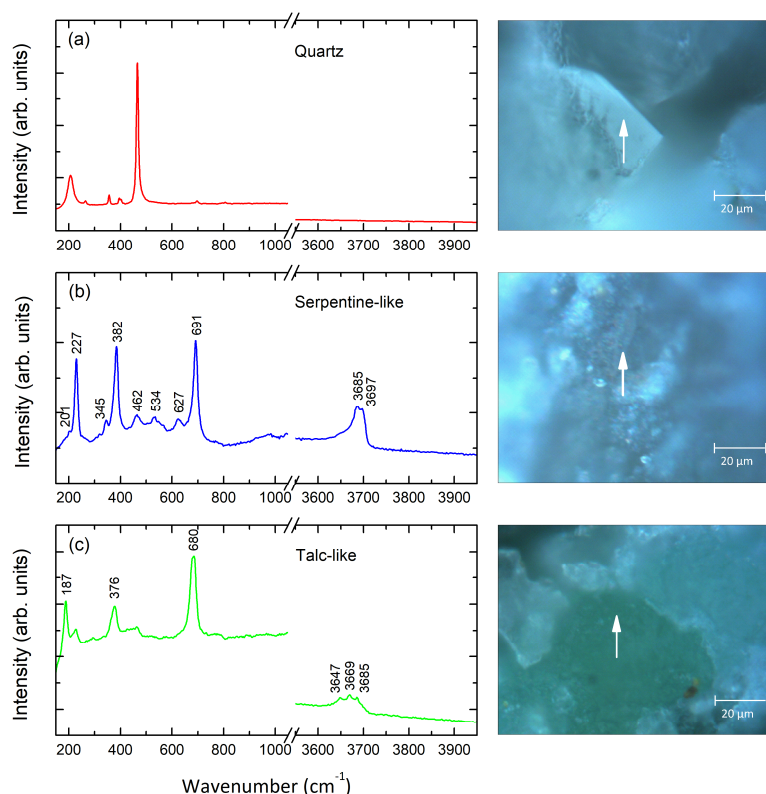 (a)
Quartz
Intensity (arb. units)
200 400 600 800 1000 3600 3700 3800 3900
20 µm
(b)
Serpentine-like
Intensity (arb. units)
201
227
345
382
462
534
627
691
3685
3697
200 400 600 800 1000 3600 3700 3800 3900
20 µm
(c)
Talc-like
Intensity (arb. units)
187
376
680
3647
3669
3685
200 400 600 800 1000 3600 3700 3800 3900
20 µm
Wavenumber (cm⁻¹)